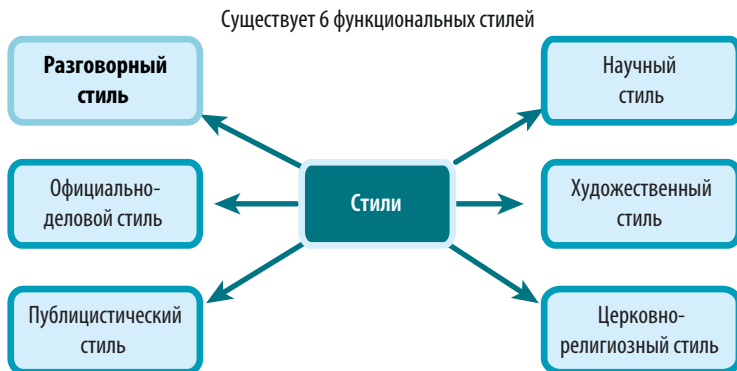 Существует 6 функциональных стилей
Разговорный
стиль
Научный
стиль
Официально-
деловой стиль
Стили
Художественный
стиль
Публицистический
стиль
Церковно-
религиозный стиль